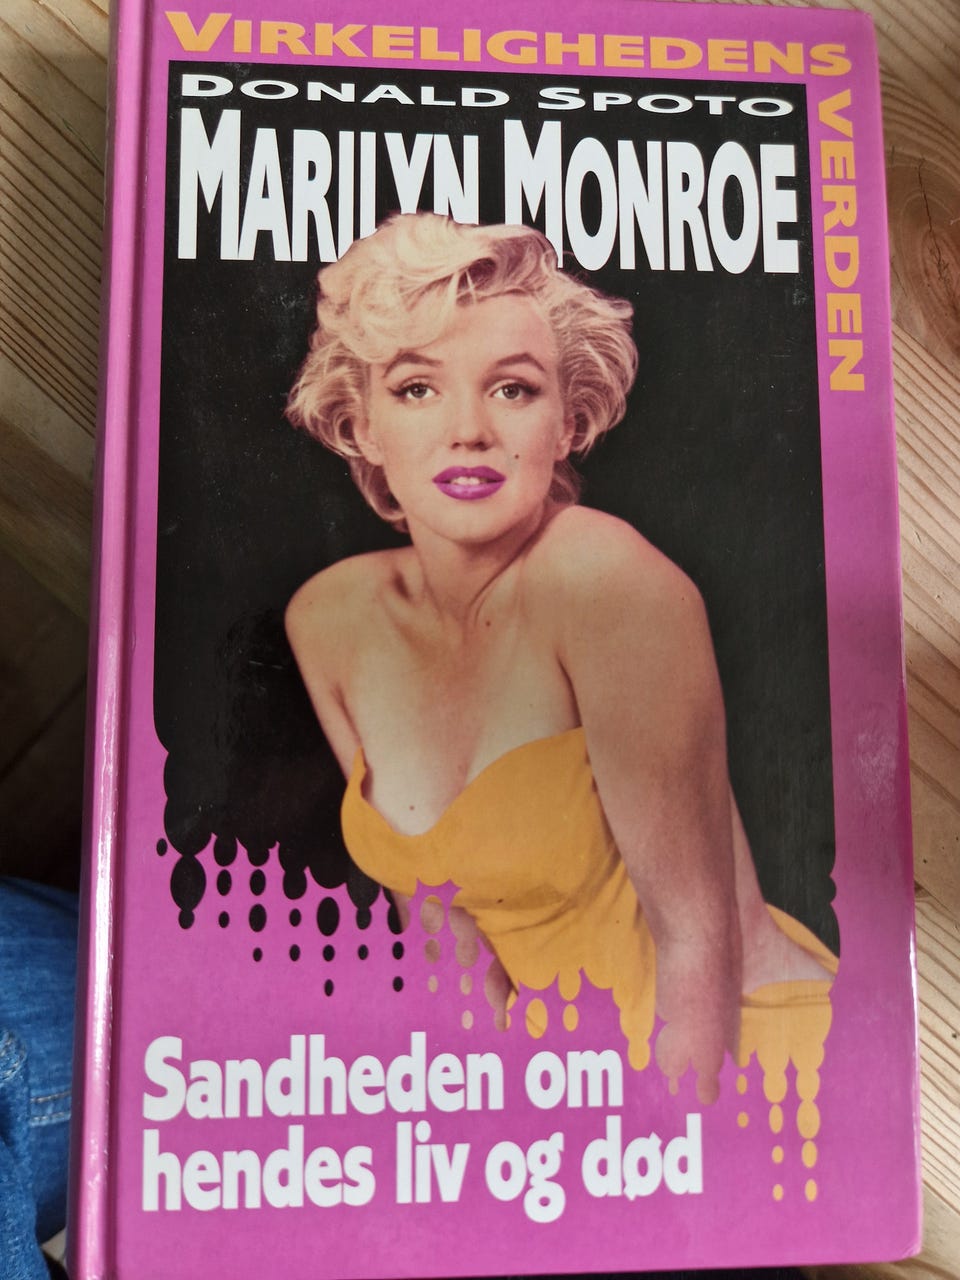 VIRKELIGHEDENS
VERDEN
DONALD SPOTO
MARILYN MONROE
Sandheden om
hendes liv og død